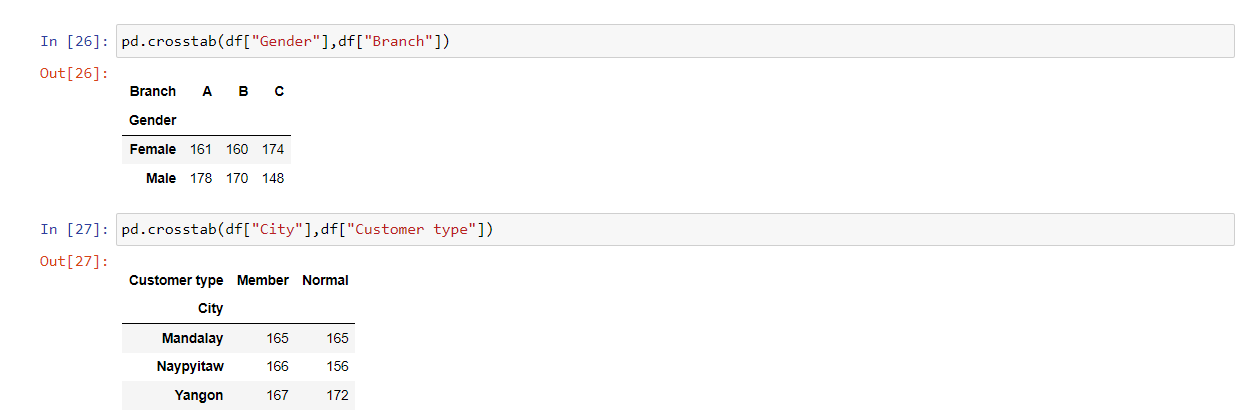 In [26]: pd.crosstab(df["Gender"],df["Branch"])
Out[26]:
Branch A B C
Gender
Female 161 160 174
Male 178 170 148
In [27]: pd.crosstab(df["City"],df["Customer type"])
Out[27]:
Customer type Member Normal
City
Mandalay 165 165
Naypyitaw 166 156
Yangon 167 172